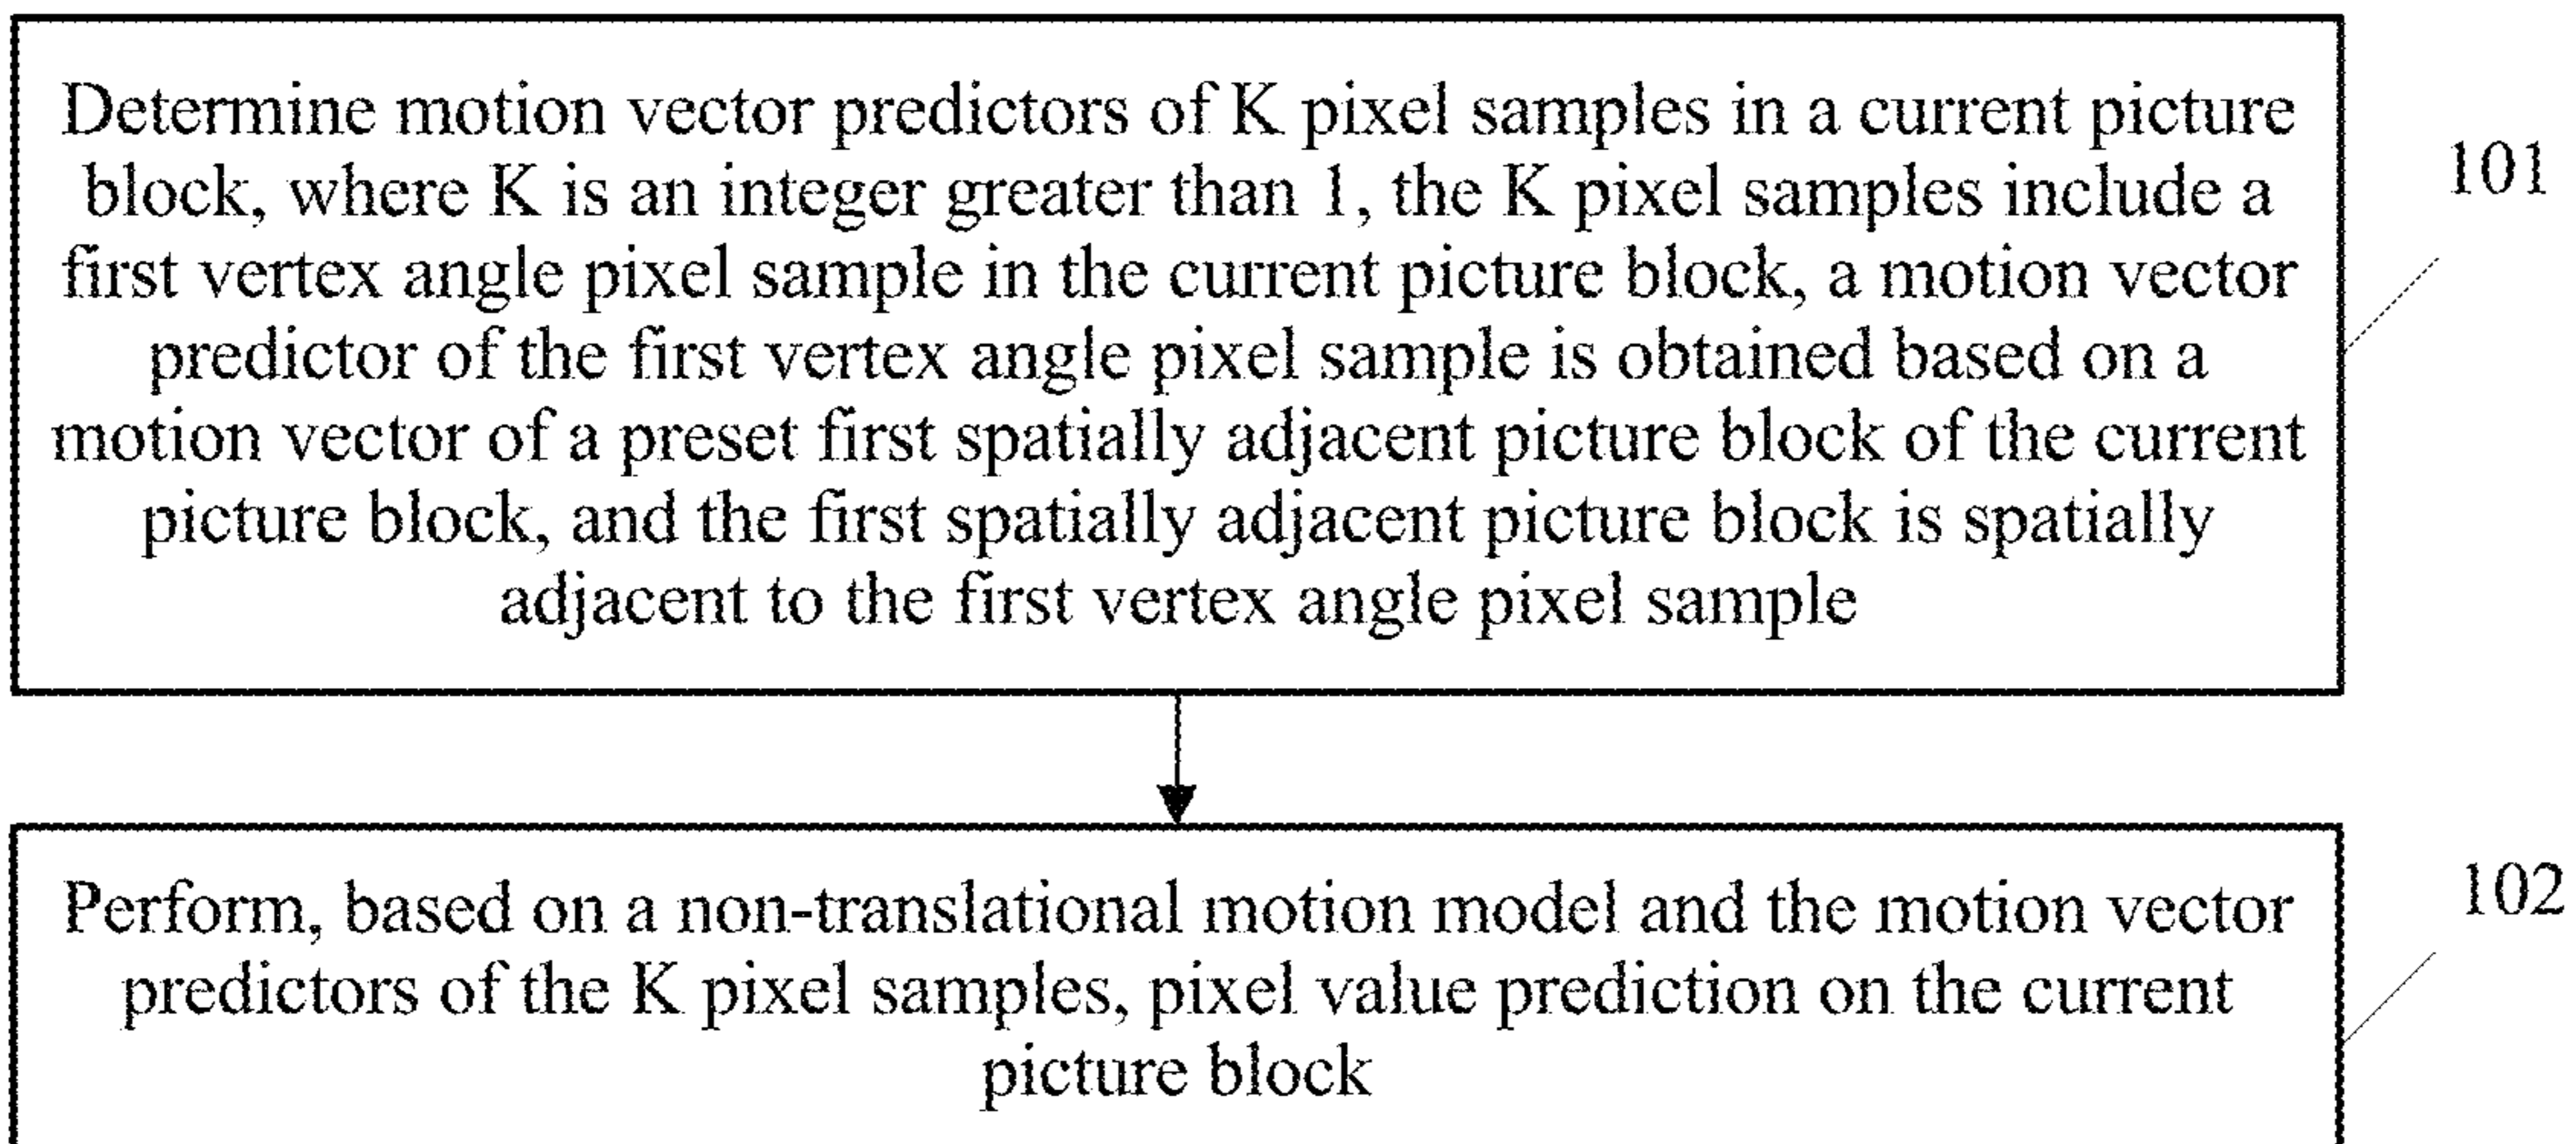 Determine motion vector predictors of K pixel samples in a current picture
block, where K is an integer greater than 1, the K pixel samples include a
first vertex angle pixel sample in the current picture block, a motion vector
predictor of the first vertex angle pixel sample is obtained based on a
motion vector of a preset first spatially adjacent picture block of the current
picture block, and the first spatially adjacent picture block is spatially
adjacent to the first vertex angle pixel sample
101
Perform, based on a non-translational motion model and the motion vector
predictors of the K pixel samples, pixel value prediction on the current
picture block
102